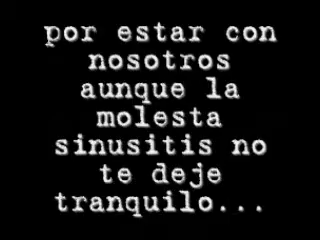 por estar con
nosotros
aunque la
molesta
sinusitis no
te deje
tranquilo...